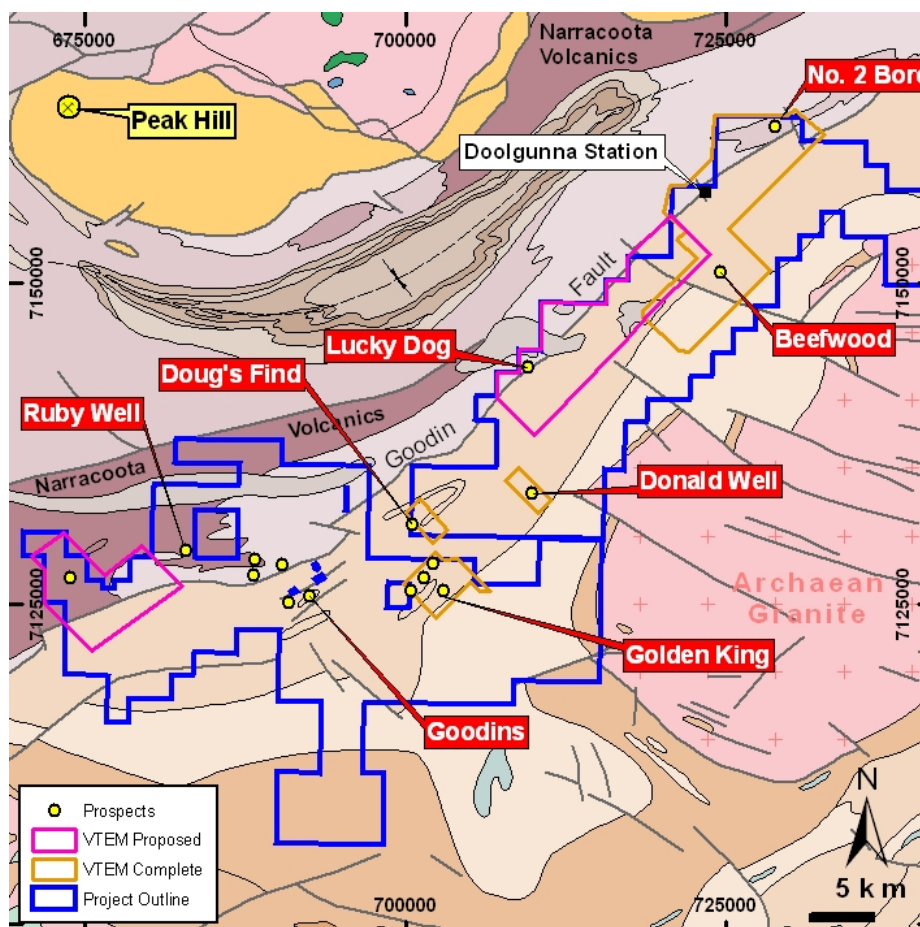 675000
700000
725000
Narracoota
Volcanics
No. 2 Bore
Peak Hill
Doolgunna Station
7150000
7150000
Fault
Lucky Dog
Beefwood
Doug's Find
Ruby Well
Volcanics
Goodin
Narracoota
Donald Well
7125000
7125000
Archaean
Granite
Golden King
Goodins
Prospects
VTEM Proposed
VTEM Complete
Project Outline
N
5 km
700000
725000